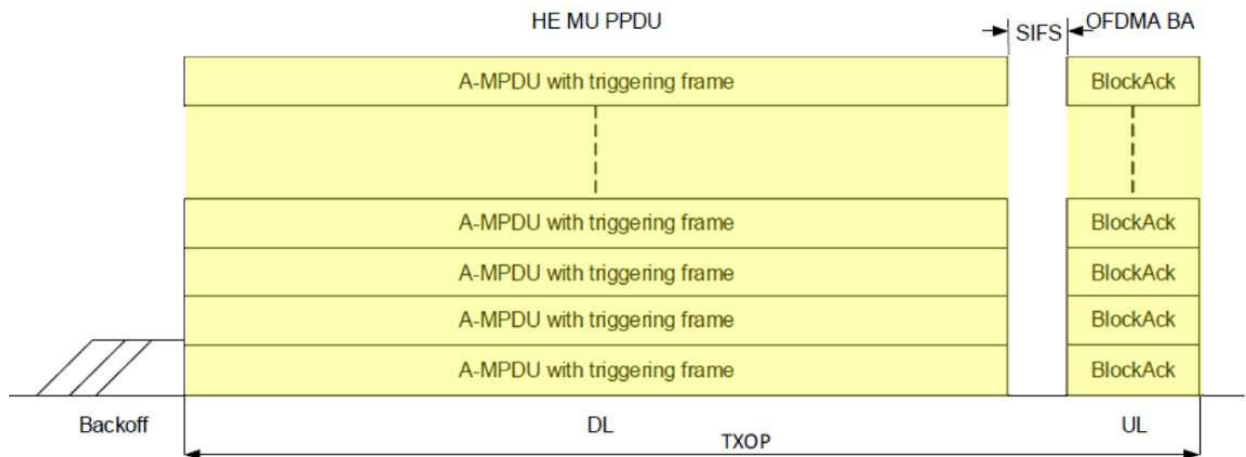 HE MU PPDU
SIFS
OFDMA BA
A-MPDU with triggering frame
BlockAck
A-MPDU with triggering frame
BlockAck
A-MPDU with triggering frame
BlockAck
A-MPDU with triggering frame
BlockAck
A-MPDU with triggering frame
BlockAck
Backoff
DL
UL
TXOP